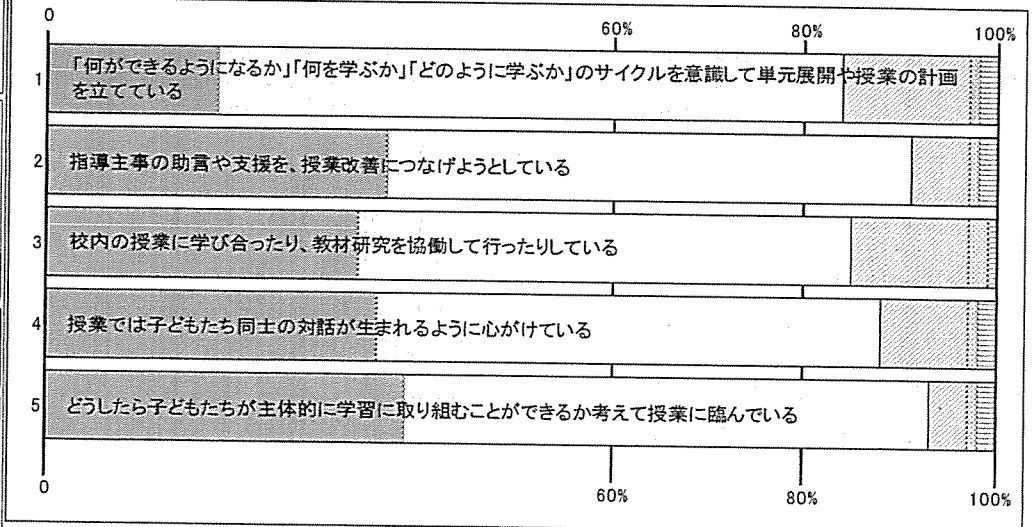 0 60% 80% 100%
1 「何ができるようになるか」「何を学ぶか」「どのように学ぶか」のサイクルを意識して単元展開や授業の計画
を立てている
2 指導主事の助言や支援を、授業改善につなげようとしている
3 校内の授業に学び合ったり、教材研究を協働して行ったりしている
4 授業では子どもたち同士の対話が生まれるように心がけている
5 どうしたら子どもたちが主体的に学習に取り組むことができるか考えて授業に臨んでいる
0 60% 80% 100%